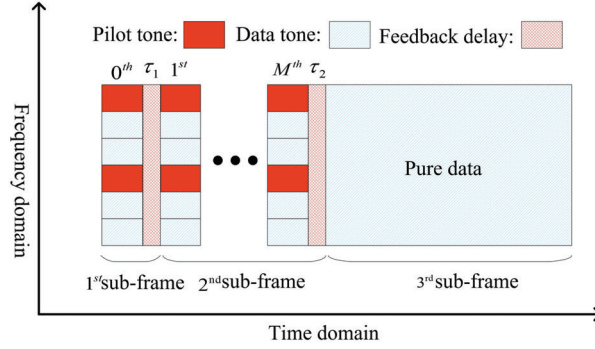 Pilot tone: Data tone: Feedback delay:
0th τ1 1st Mth τ2
Frequency domain
Pure data
1st sub-frame 2nd sub-frame 3rd sub-frame
Time domain